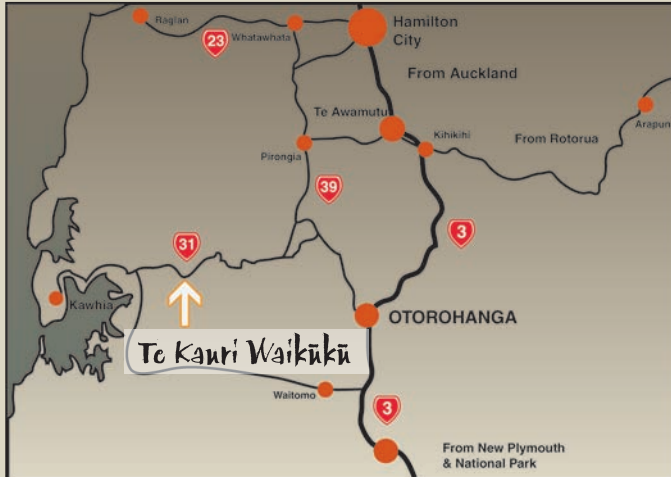 Raglan
23
Whatawhata
Hamilton
City
From Auckland
Te Awamutu
Kihikihi
From Rotorua
Pirongia
39
3
31
Kawhia
Te Kauri Waikūkū
OTOROHANGA
Waitomo
3
From New Plymouth
& National Park